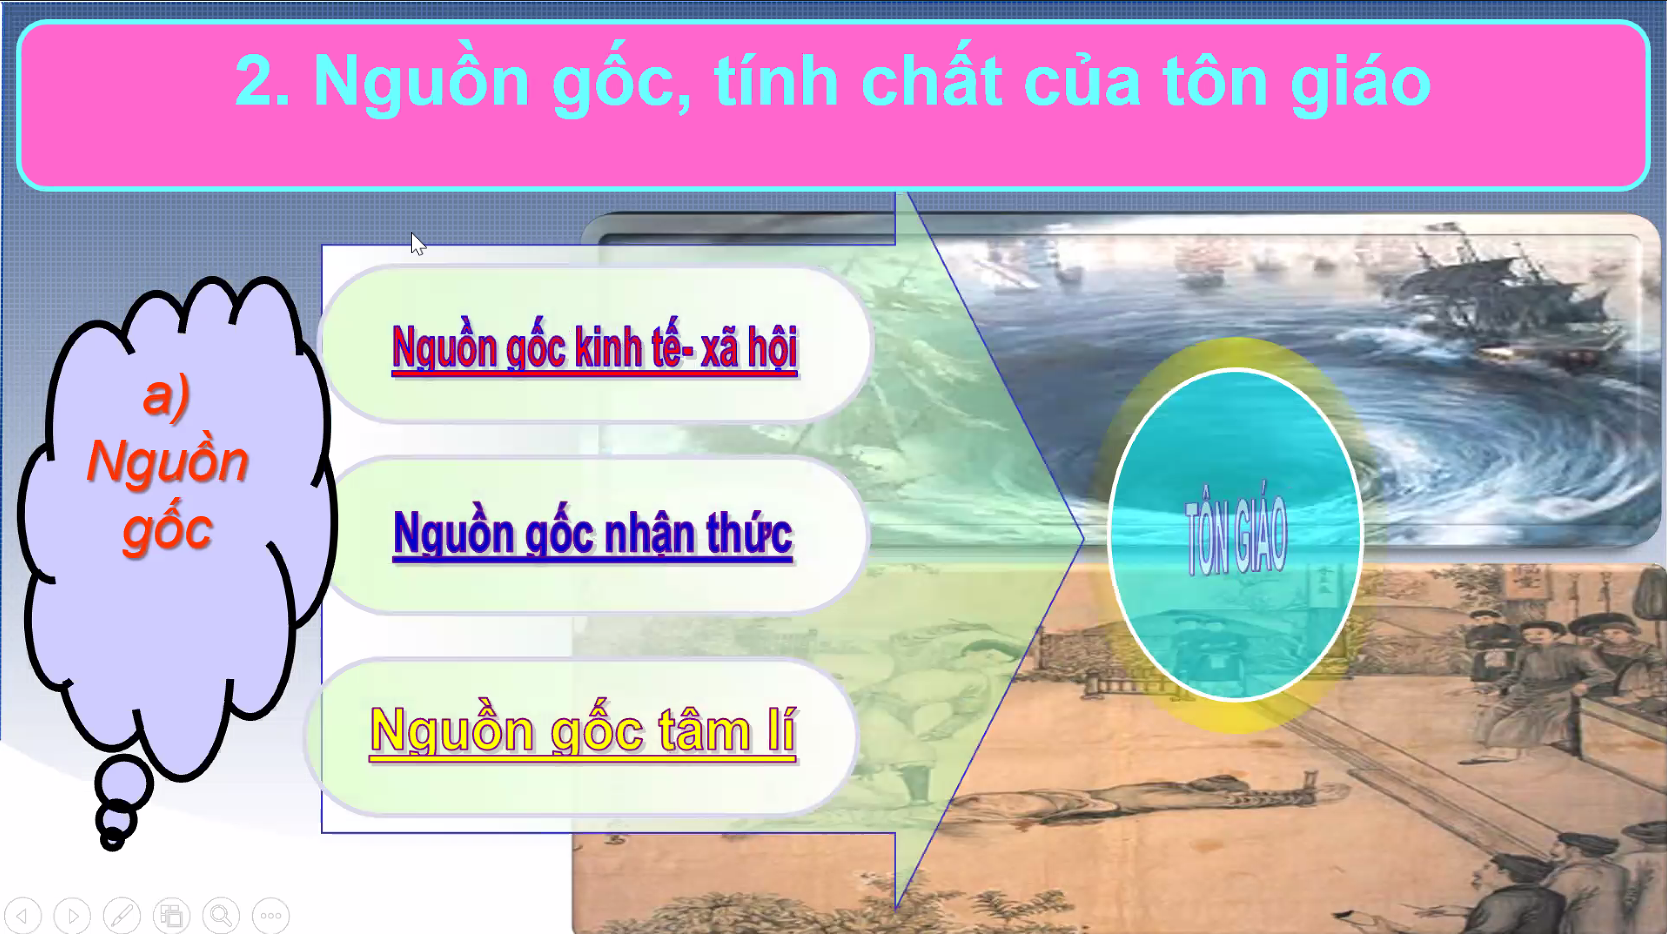 2. Nguồn gốc, tính chất của tôn giáo
a)
Nguồn
gốc
Nguồn gốc kinh tế- xã hội
Nguồn gốc nhận thức
Nguồn gốc tâm lí
TÔN GIÁO